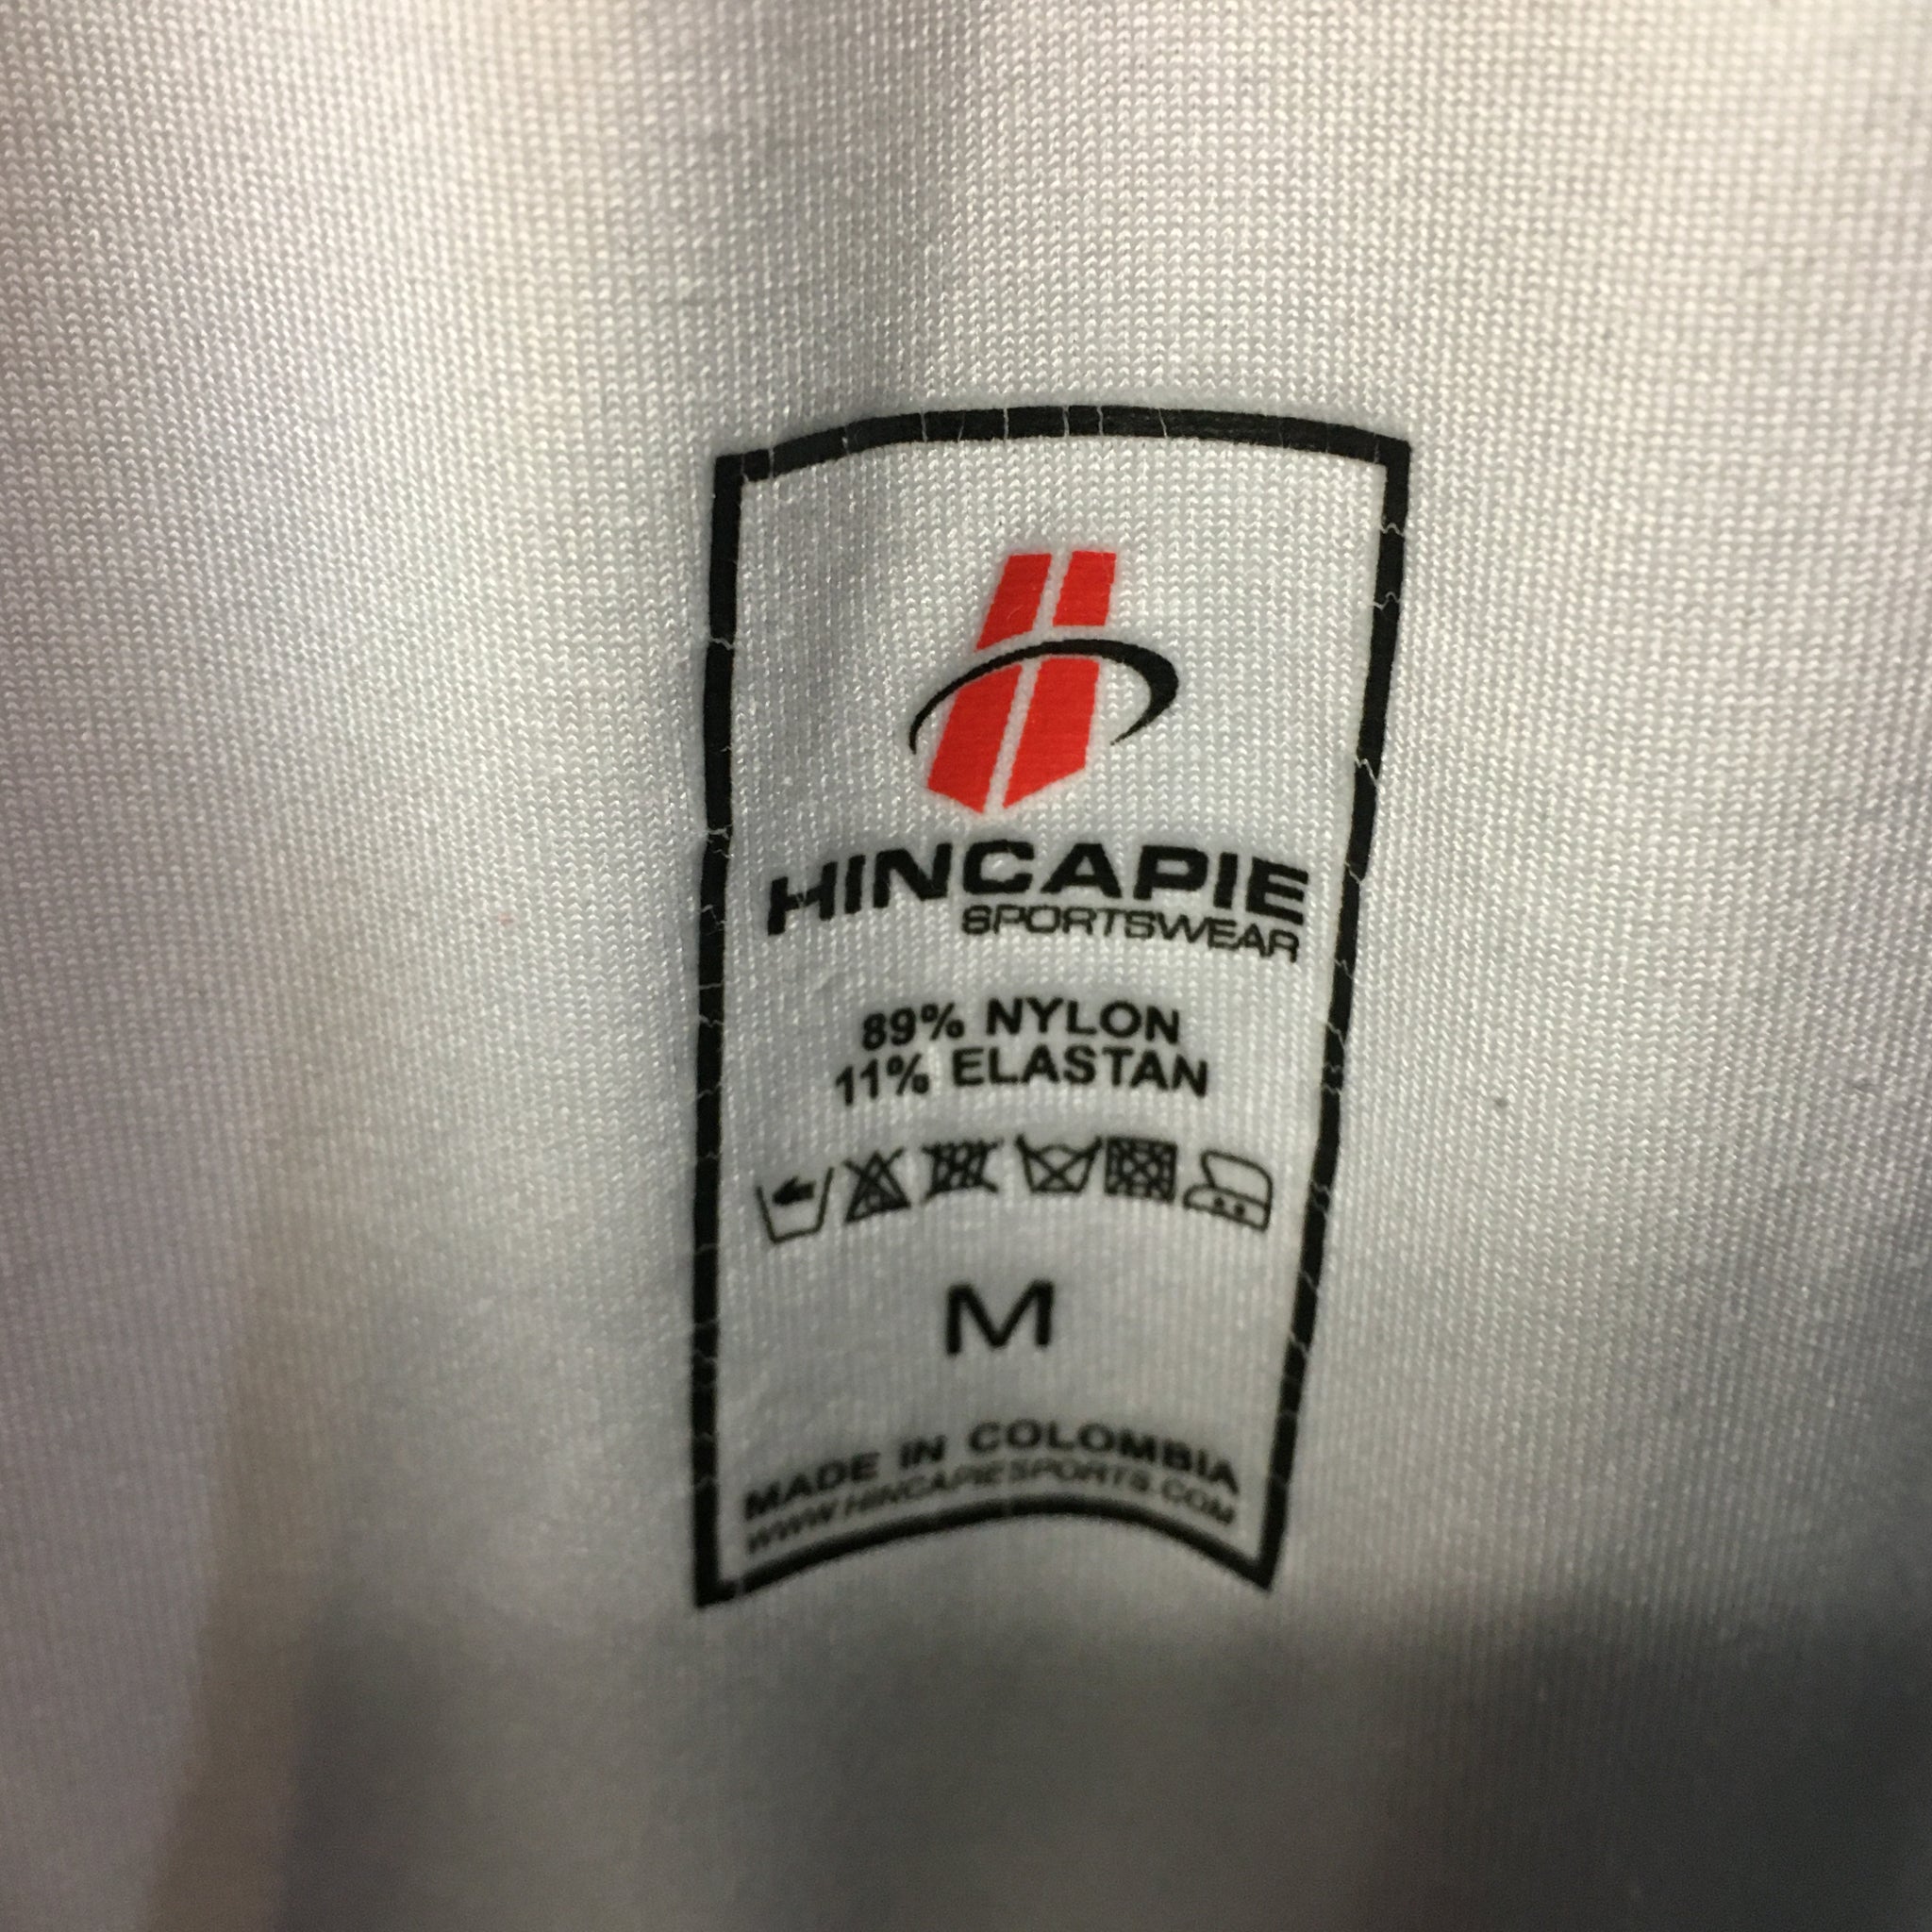 HINCAPIE
SPORTSWEAR
89% NYLON
11% ELASTAN
M
MADE IN COLOMBIA
WWW.HINCAPIESPORTS.COM